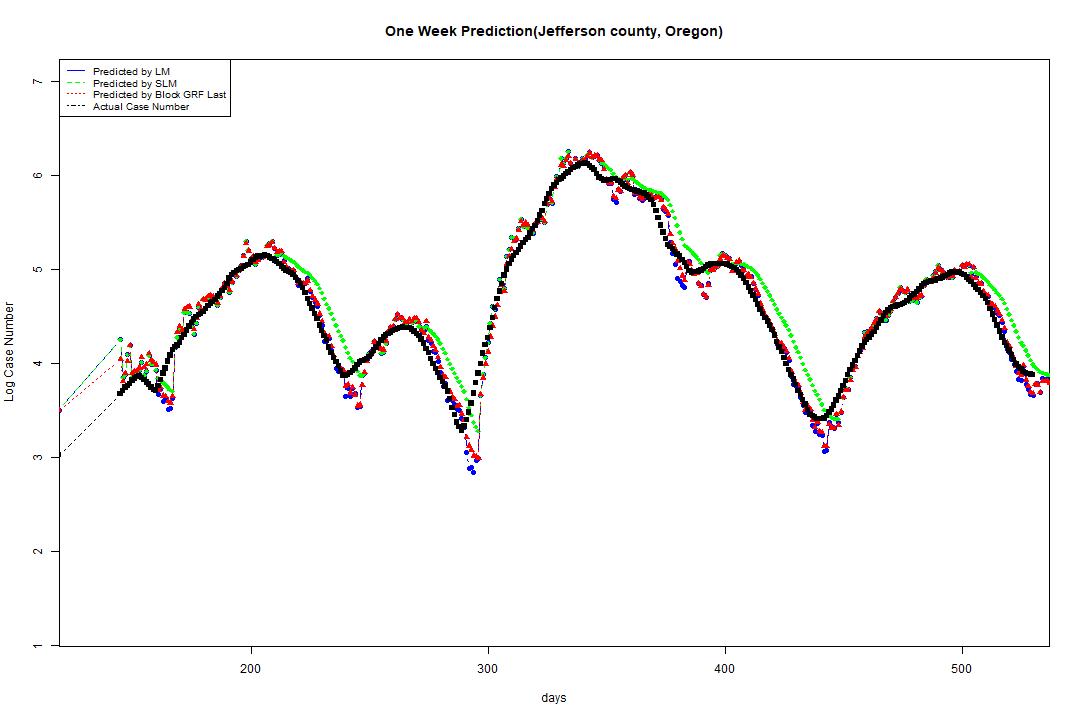 One Week Prediction(Jefferson county, Oregon)
Predicted by LM
Predicted by SLM
Predicted by Block GRF Last
Actual Case Number
7
6
5
4
3
2
1
Log Case Number
200
300
400
500
days